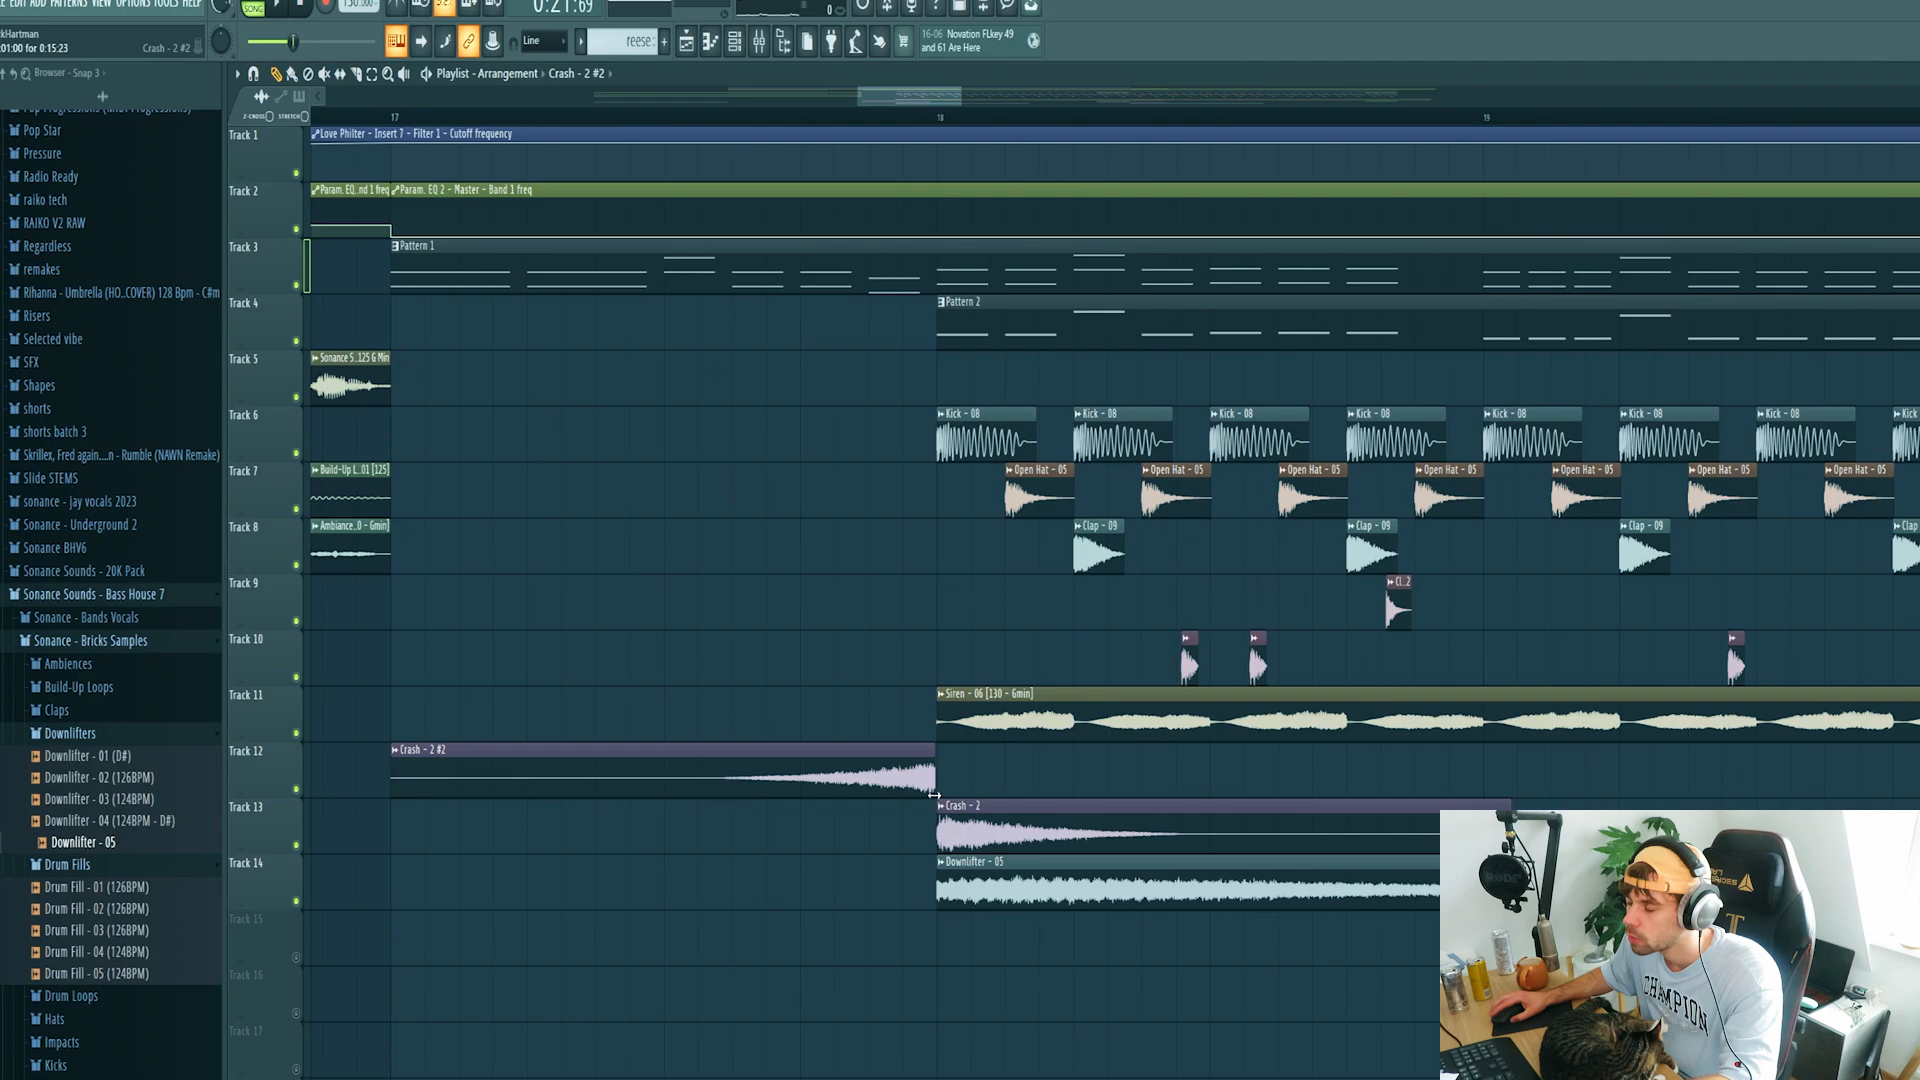 E EDIT ADD PATTERNS VIEW OPTIONS TOOLS HELP
SONG
130.000
0:21:69
0
ckHartman
01:00 for 0:15:23
Crash - 2 #2
Line
reese
16-06 Novation FLkey 49
and 61 Are Here
Browser - Snap 3
Playlist - Arrangement
Crash - 2 #2
Z-CROSS
STRETCH
17
18
19
Pop Progressions (MIDI Progressions)
Pop Star
Pressure
Radio Ready
raiko tech
RAIKO V2 RAW
Regardless
remakes
Rihanna - Umbrella (HO..COVER) 128 Bpm - C#m
Risers
Selected vibe
SFX
Shapes
shorts
shorts batch 3
Skrillex, Fred again....n - Rumble (NAWN Remake)
Slide STEMS
sonance - jay vocals 2023
Sonance - Underground 2
Sonance BHV6
Sonance Sounds - 20K Pack
Sonance Sounds - Bass House 7
Sonance - Bands Vocals
Sonance - Bricks Samples
Ambiences
Build-Up Loops
Claps
Downlifters
Downlifter - 01 (D#)
Downlifter - 02 (126BPM)
Downlifter - 03 (124BPM)
Downlifter - 04 (124BPM - D#)
Downlifter - 05
Drum Fills
Drum Fill - 01 (126BPM)
Drum Fill - 02 (126BPM)
Drum Fill - 03 (126BPM)
Drum Fill - 04 (124BPM)
Drum Fill - 05 (124BPM)
Drum Loops
Hats
Impacts
Kicks
Track 1
Love Philter - Insert 7 - Filter 1 - Cutoff frequency
Track 2
Param. EQ..nd 1 freq
Param. EQ 2 - Master - Band 1 freq
Track 3
Pattern 1
Track 4
Pattern 2
Track 5
Sonance S..125 G Min
Track 6
Kick - 08
Kick - 08
Kick - 08
Kick - 08
Kick - 08
Kick - 08
Kick - 08
Kick
Track 7
Build-Up L..01 [125]
Open Hat - 05
Open Hat - 05
Open Hat - 05
Open Hat - 05
Open Hat - 05
Open Hat - 05
Open Hat - 05
Track 8
Ambiance..0 - Gmin]
Clap - 09
Clap - 09
Clap - 09
Clap
Track 9
Cl..2
Track 10
Track 11
Siren - 06 [130 - Gmin]
Track 12
Crash - 2 #2
Track 13
Crash - 2
Track 14
Downlifter - 05
Track 15
Track 16
Track 17
RODE
CHAMPION